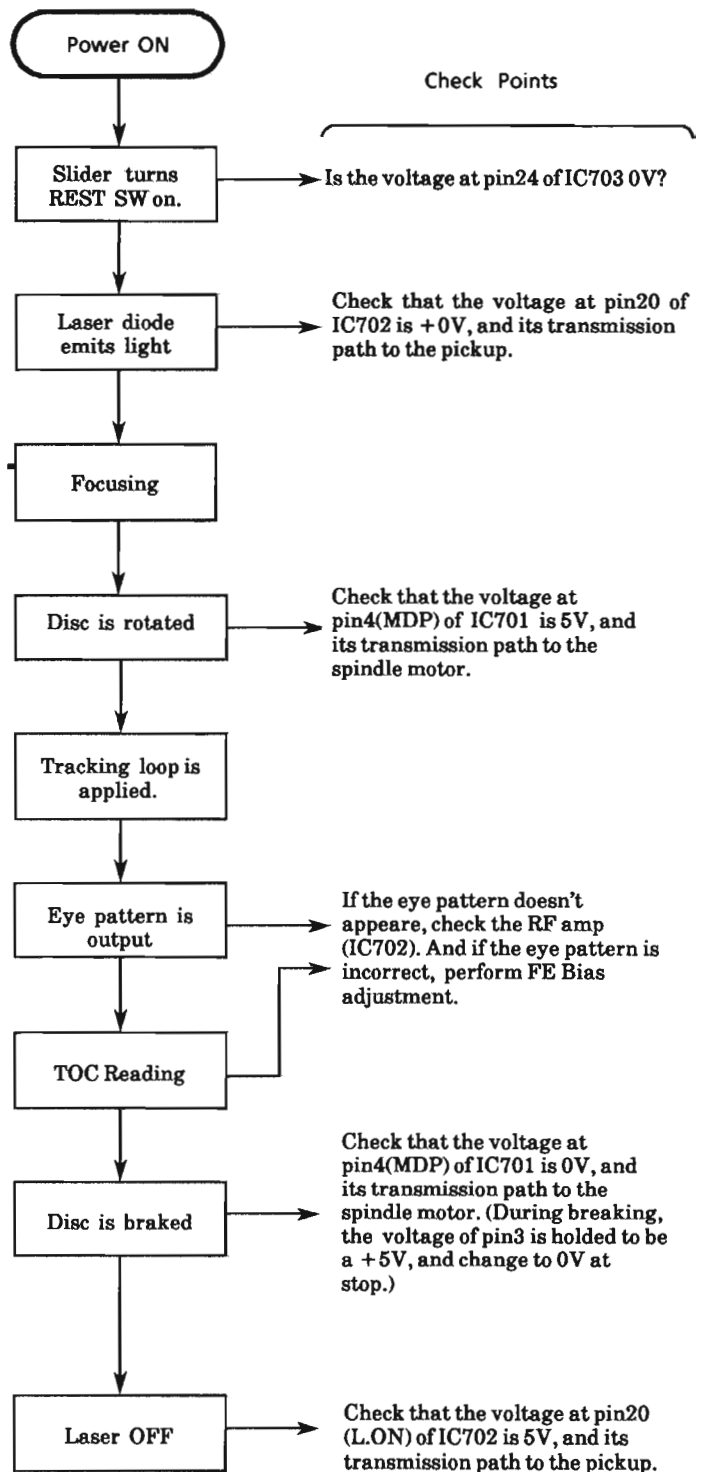 Power ON
Check Points
Slider turns
REST SW on.
Is the voltage at pin24 of IC703 0V?
Laser diode
emits light
Check that the voltage at pin20 of
IC702 is +0V, and its transmission
path to the pickup.
Focusing
Disc is rotated
Check that the voltage at
pin4(MDP) of IC701 is 5V, and
its transmission path to the
spindle motor.
Tracking loop is
applied.
Eye pattern is
output
If the eye pattern doesn't
appeare, check the RF amp
(IC702). And if the eye pattern is
incorrect, perform FE Bias
adjustment.
TOC Reading
Disc is braked
Check that the voltage at
pin4(MDP) of IC701 is 0V, and
its transmission path to the
spindle motor. (During breaking,
the voltage of pin3 is holded to be
a +5V, and change to 0V at
stop.)
Laser OFF
Check that the voltage at pin20
(L.ON) of IC702 is 5V, and its
transmission path to the pickup.